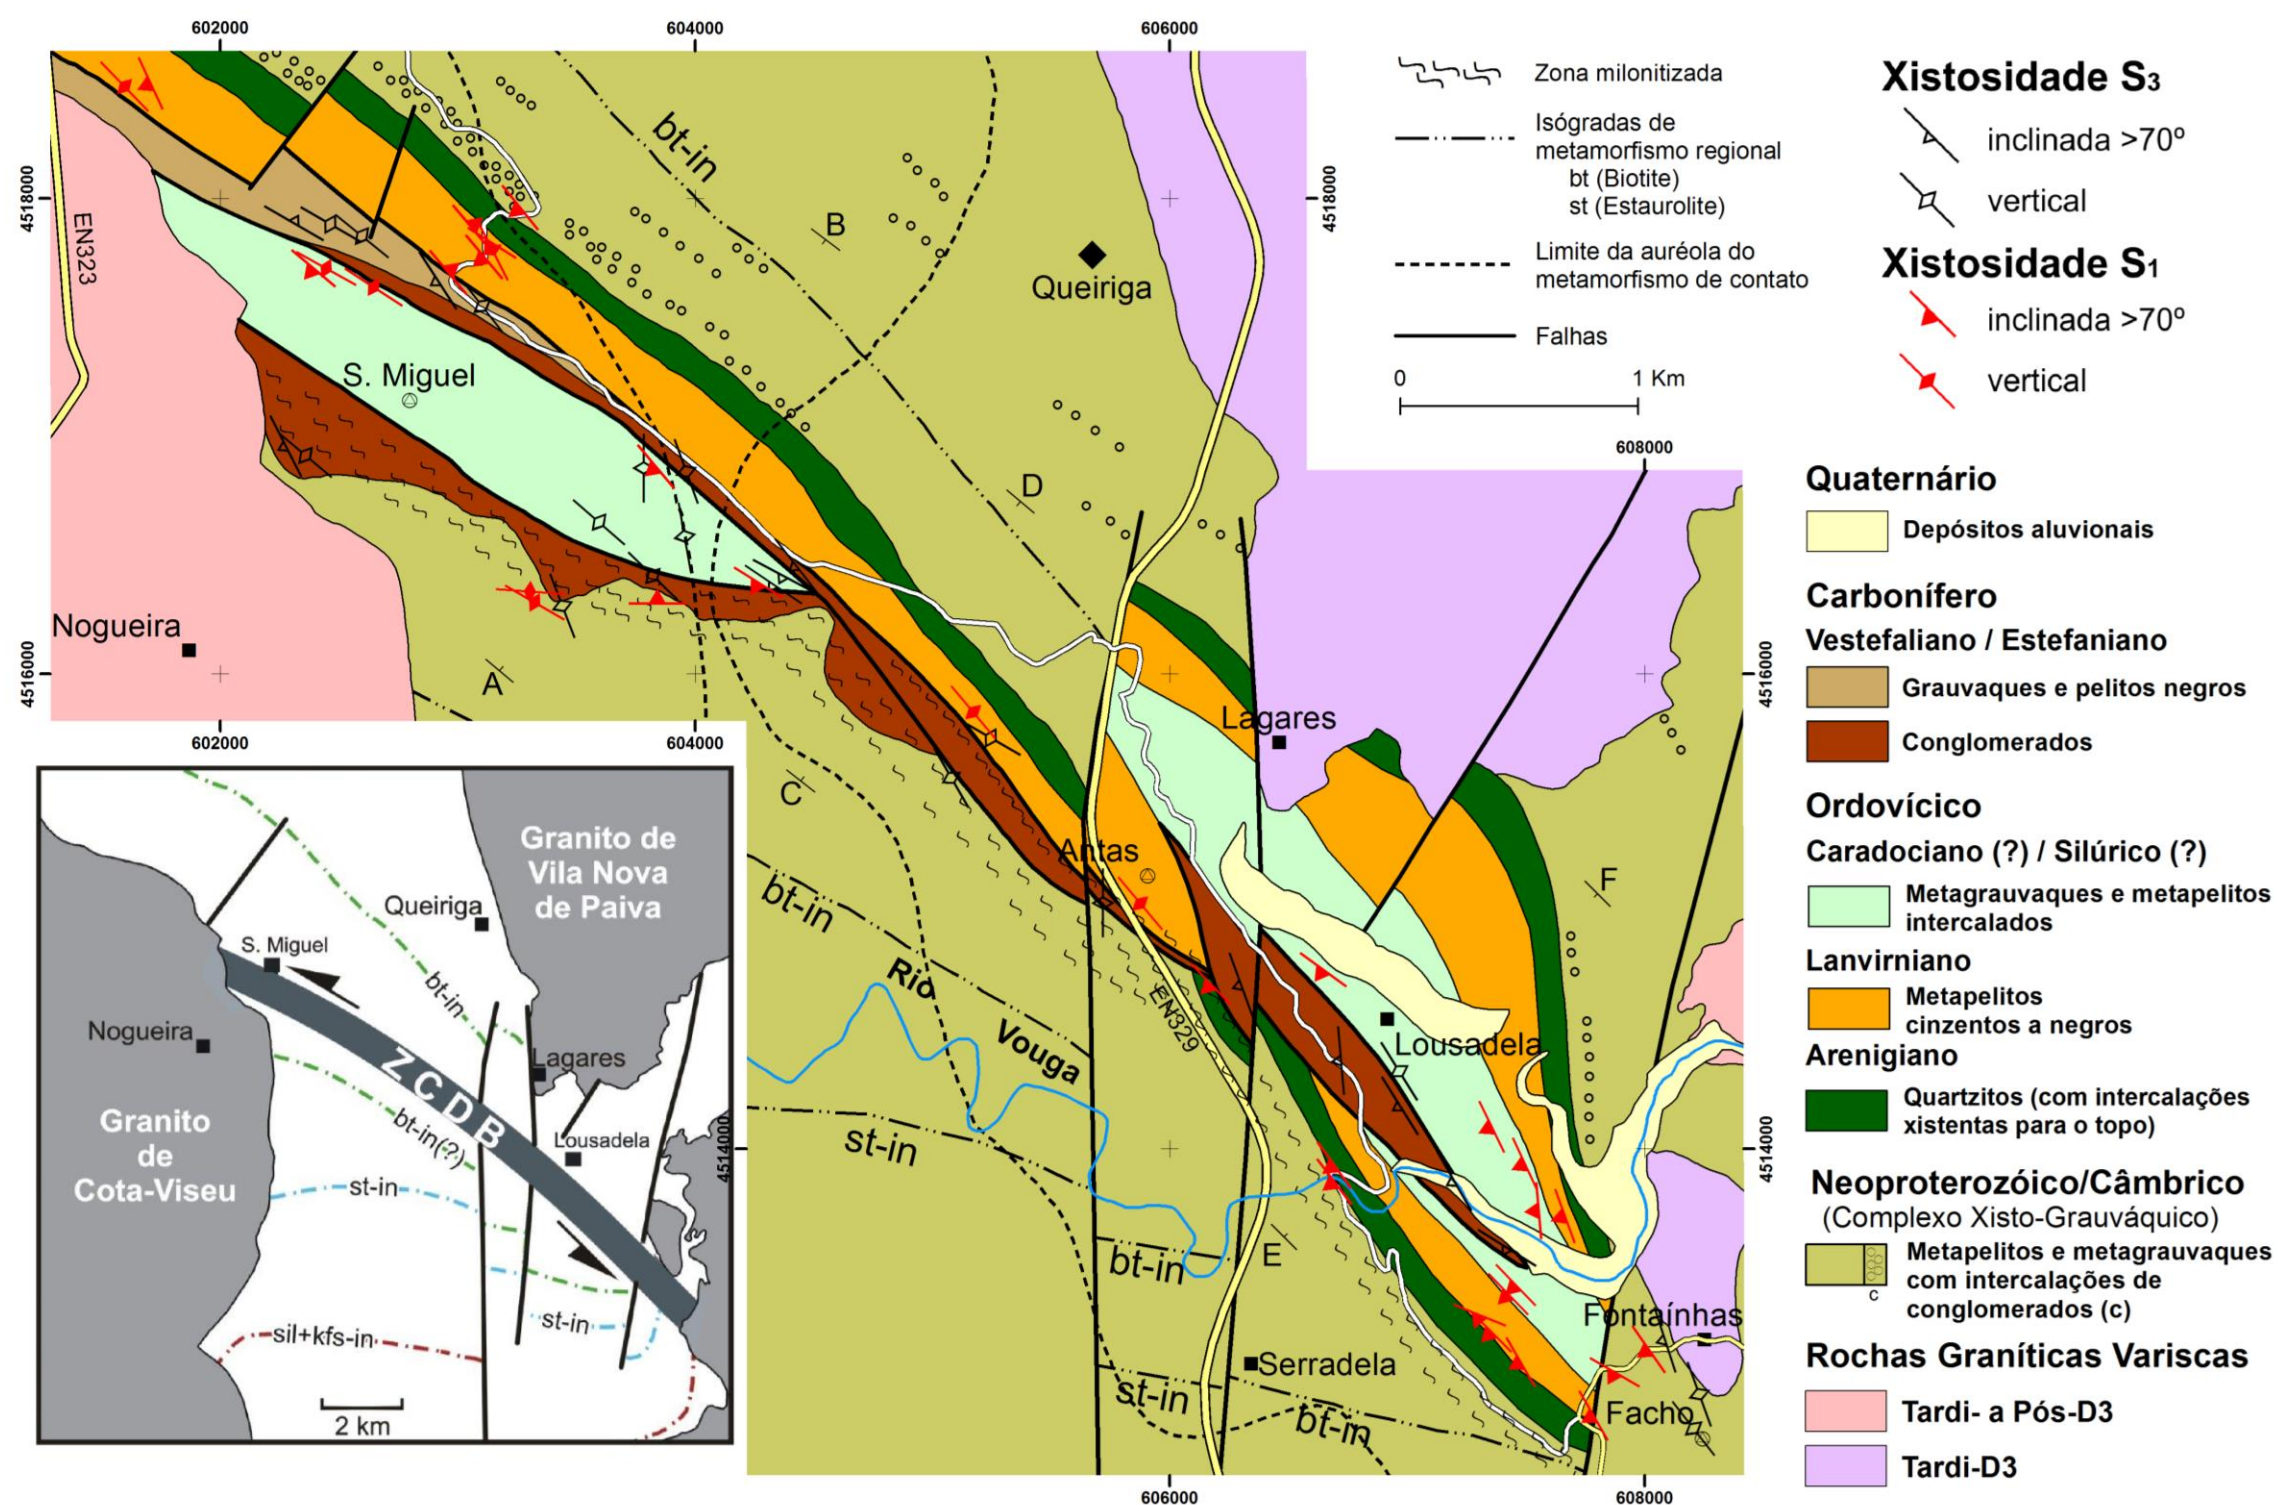 602000
604000
606000
4518000
4518000
EN323
bt-in
B
Queiriga
S. Miguel
D
608000
Nogueira
A
4516000
4516000
602000
604000
Lagares
C
Antas
bt-in
Rio
Vouga
EN329
F
Lousadela
st-in
4514000
4514000
bt-in
E
Fontaínhas
Serradela
st-in
bt-in
Facho
606000
608000
Zona milonitizada
Isógradas de
metamorfismo regional
bt (Biotite)
st (Estaurolite)
Limite da auréola do
metamorfismo de contato
Falhas
0 1 Km
Xistosidade S3
inclinada >70º
vertical
Xistosidade S1
inclinada >70º
vertical
Quaternário
Depósitos aluvionais
Carbonífero
Vestefaliano / Estefaniano
Grauvaques e pelitos negros
Conglomerados
Ordovícico
Caradociano (?) / Silúrico (?)
Metagrauvaques e metapelitos
intercalados
Lanvirniano
Metapelitos
cinzentos a negros
Arenigiano
Quartzitos (com intercalações
xistentas para o topo)
Neoproterozóico/Câmbrico
(Complexo Xisto-Grauváquico)
Metapelitos e metagrauvaques
com intercalações de
conglomerados (c)
c
Rochas Graníticas Variscas
Tardi- a Pós-D3
Tardi-D3
Granito de
Vila Nova
de Paiva
Queiriga
S. Miguel
bt-in
Nogueira
Lagares
ZCDB
bt-in(?)
Lousadela
Granito
de
Cota-Viseu
st-in
st-in
sil+kfs-in
2 km